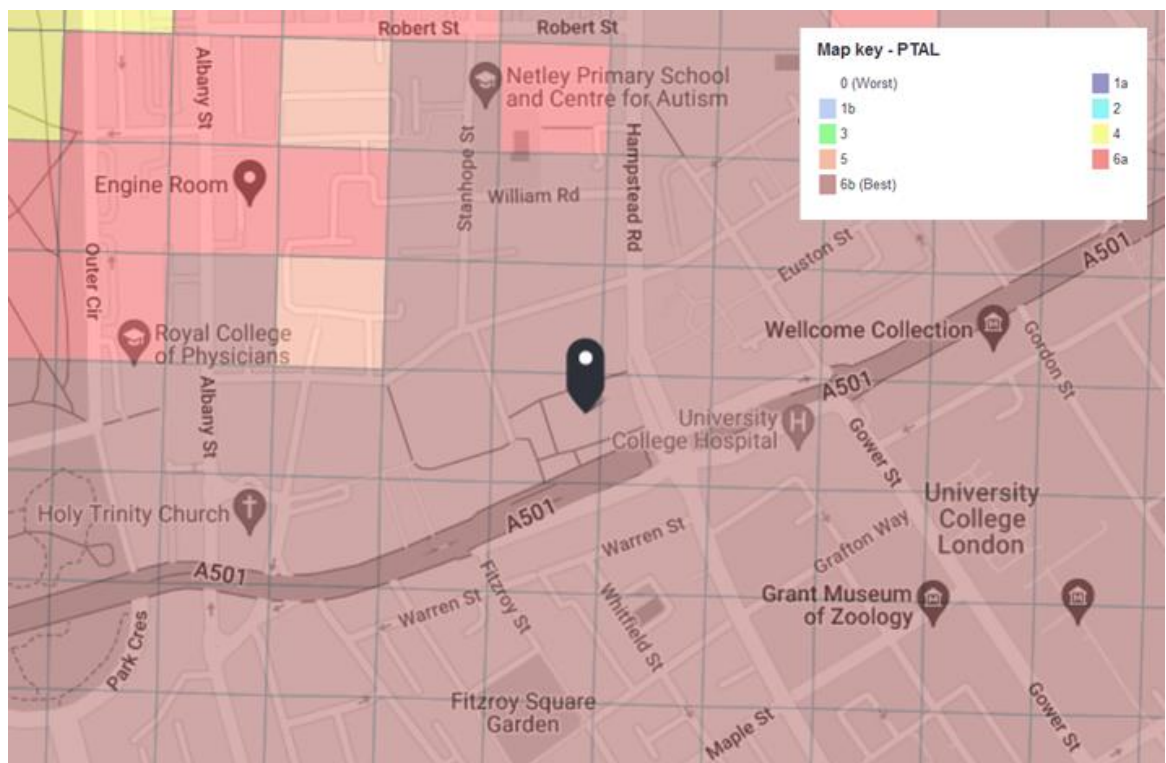 Robert St
Robert St
Map key - PTAL
0 (Worst)
1a
1b
2
3
4
5
6a
6b (Best)
Albany St
Netley Primary School
and Centre for Autism
Stanhope St
Hampstead Rd
Engine Room
William Rd
Outer Cir
Euston St
A501
Royal College
of Physicians
Wellcome Collection
Gordon St
Albany St
A501
University
College Hospital
H
Gower St
Holy Trinity Church
A501
University
College
London
Warren St
Grafton Way
A501
Fitzroy St
Warren St
Whitfield St
Grant Museum
of Zoology
Park Cres
Fitzroy Square
Garden
Maple St
Gower St